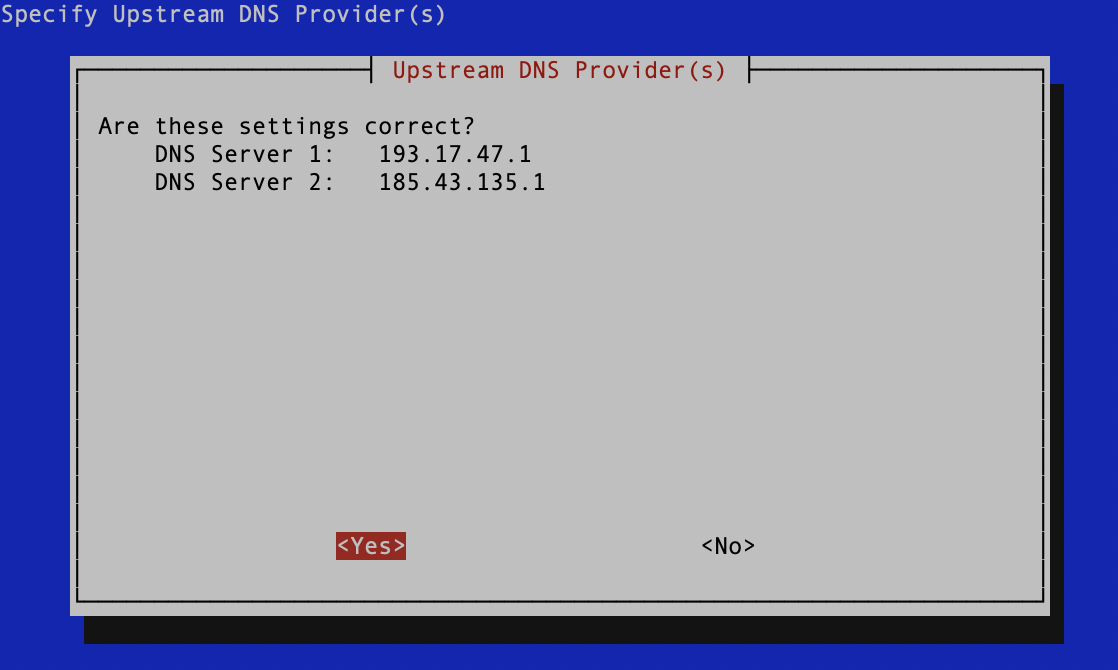 Specify Upstream DNS Provider(s)
Upstream DNS Provider(s)
Are these settings correct?
DNS Server 1:   193.17.47.1
DNS Server 2:   185.43.135.1
<Yes>   <No>